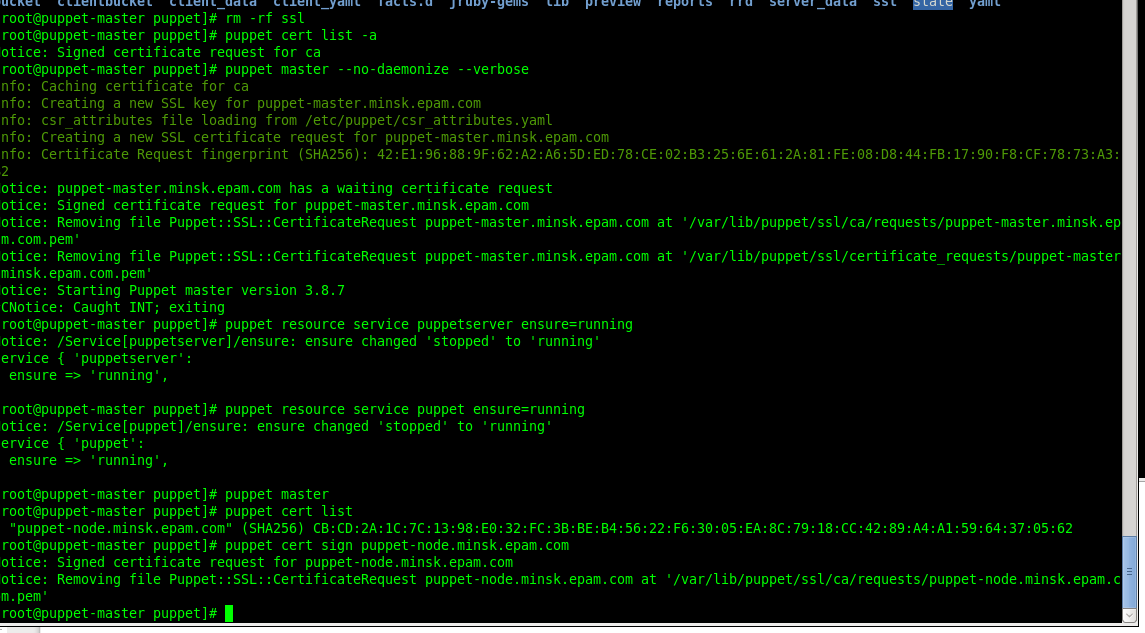 ucket clientbucket client_data client_yaml facts.d jruby-gems lib preview reports rrd server_data ssl state yaml
root@puppet-master puppet]# rm -rf ssl
root@puppet-master puppet]# puppet cert list -a
otice: Signed certificate request for ca
root@puppet-master puppet]# puppet master --no-daemonize --verbose
nfo: Caching certificate for ca
nfo: Creating a new SSL key for puppet-master.minsk.epam.com
nfo: csr_attributes file loading from /etc/puppet/csr_attributes.yaml
nfo: Creating a new SSL certificate request for puppet-master.minsk.epam.com
nfo: Certificate Request fingerprint (SHA256): 42:E1:96:88:9F:62:A2:A6:5D:ED:78:CE:02:B3:25:6E:61:2A:81:FE:08:D8:44:FB:17:90:F8:CF:78:73:A3:
2
otice: puppet-master.minsk.epam.com has a waiting certificate request
otice: Signed certificate request for puppet-master.minsk.epam.com
otice: Removing file Puppet::SSL::CertificateRequest puppet-master.minsk.epam.com at '/var/lib/puppet/ssl/ca/requests/puppet-master.minsk.ep
m.com.pem'
otice: Removing file Puppet::SSL::CertificateRequest puppet-master.minsk.epam.com at '/var/lib/puppet/ssl/certificate_requests/puppet-master
minsk.epam.com.pem'
otice: Starting Puppet master version 3.8.7
CNotice: Caught INT; exiting
root@puppet-master puppet]# puppet resource service puppetserver ensure=running
otice: /Service[puppetserver]/ensure: ensure changed 'stopped' to 'running'
ervice { 'puppetserver':
ensure => 'running',
root@puppet-master puppet]# puppet resource service puppet ensure=running
otice: /Service[puppet]/ensure: ensure changed 'stopped' to 'running'
ervice { 'puppet':
ensure => 'running',
root@puppet-master puppet]# puppet master
root@puppet-master puppet]# puppet cert list
"puppet-node.minsk.epam.com" (SHA256) CB:CD:2A:1C:7C:13:98:E0:32:FC:3B:BE:B4:56:22:F6:30:05:EA:8C:79:18:CC:42:89:A4:A1:59:64:37:05:62
root@puppet-master puppet]# puppet cert sign puppet-node.minsk.epam.com
otice: Signed certificate request for puppet-node.minsk.epam.com
otice: Removing file Puppet::SSL::CertificateRequest puppet-node.minsk.epam.com at '/var/lib/puppet/ssl/ca/requests/puppet-node.minsk.epam.c
m.pem'
root@puppet-master puppet]#